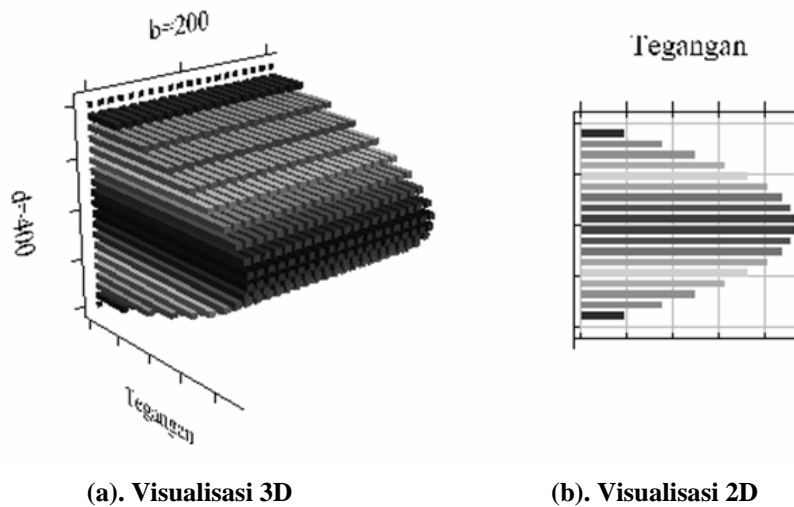 b=200
Tegangan
d=400
Tegangan
(a). Visualisasi 3D
(b). Visualisasi 2D